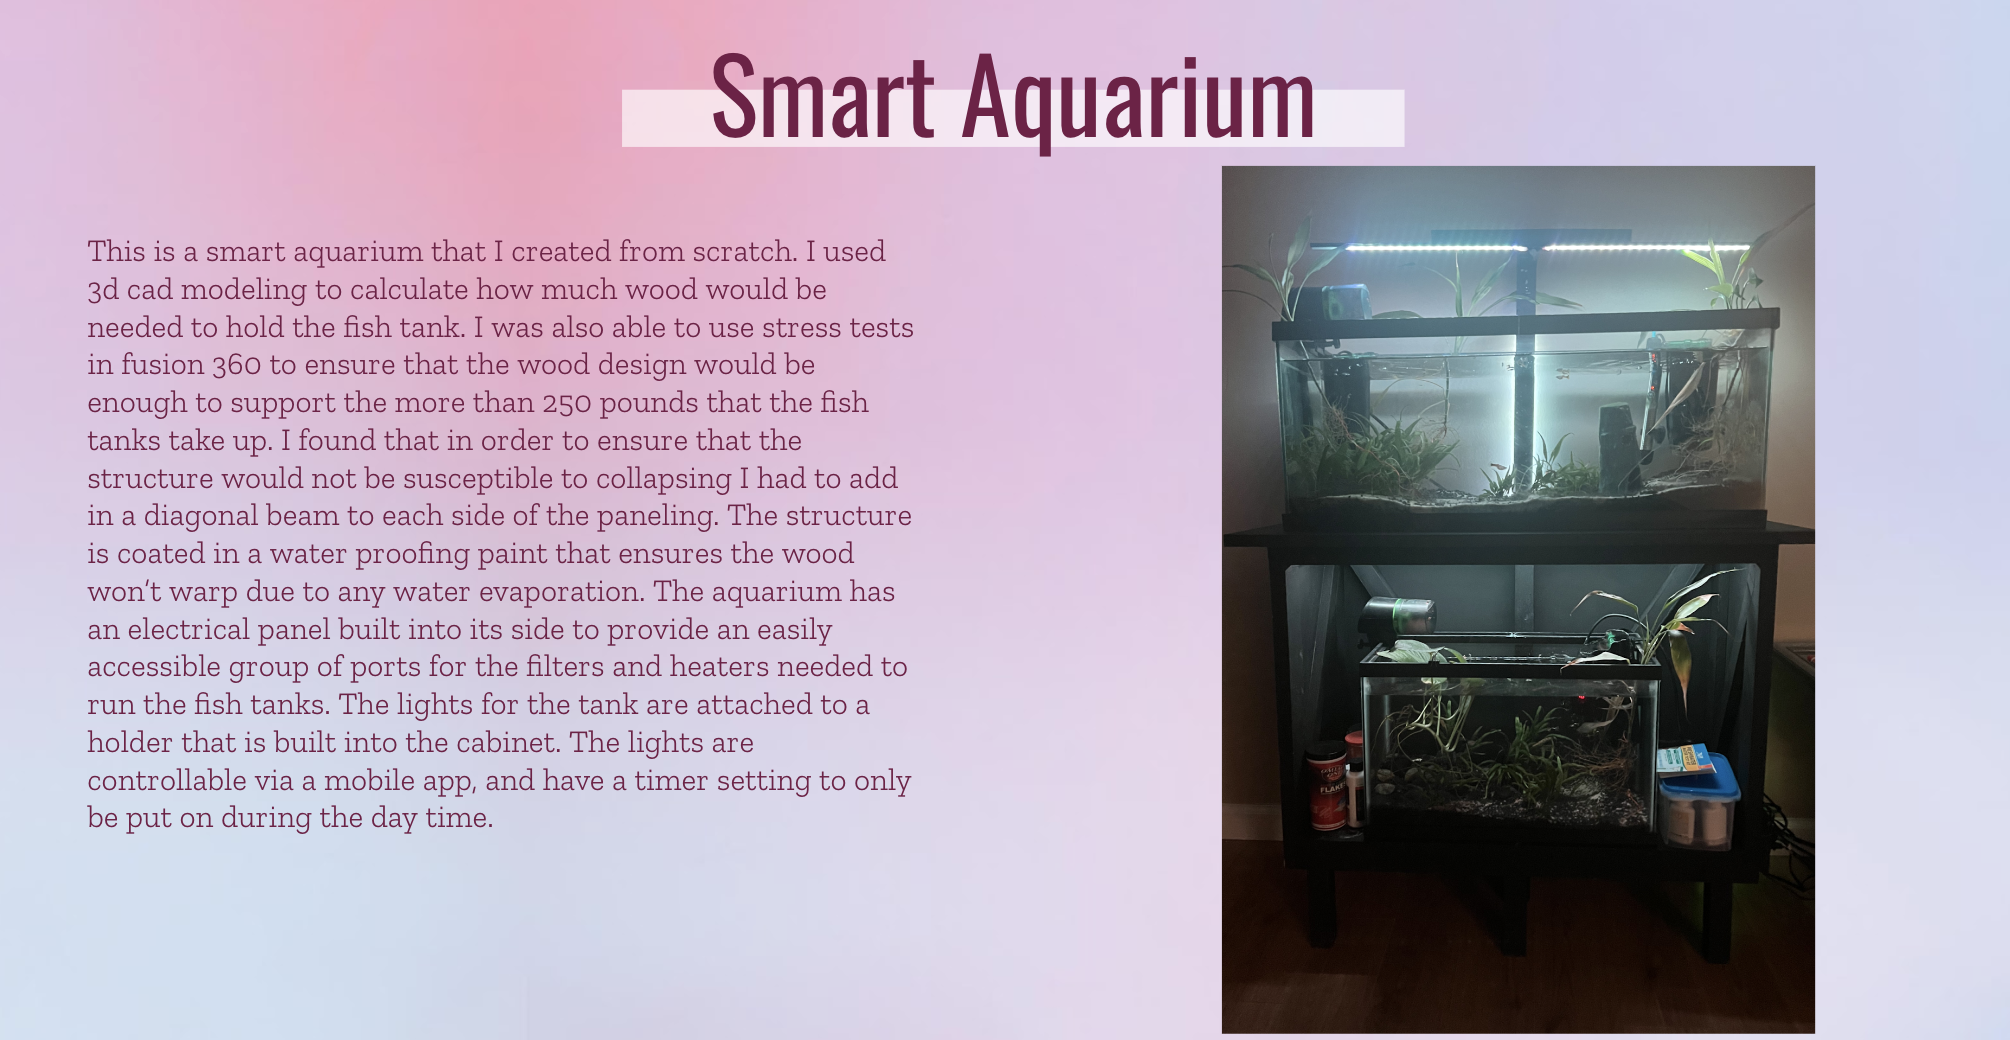 Smart Aquarium
This is a smart aquarium that I created from scratch. I used
3d cad modeling to calculate how much wood would be
needed to hold the fish tank. I was also able to use stress tests
in fusion 360 to ensure that the wood design would be
enough to support the more than 250 pounds that the fish
tanks take up. I found that in order to ensure that the
structure would not be susceptible to collapsing I had to add
in a diagonal beam to each side of the paneling. The structure
is coated in a water proofing paint that ensures the wood
won’t warp due to any water evaporation. The aquarium has
an electrical panel built into its side to provide an easily
accessible group of ports for the filters and heaters needed to
run the fish tanks. The lights for the tank are attached to a
holder that is built into the cabinet. The lights are
controllable via a mobile app, and have a timer setting to only
be put on during the day time.
FLAKE